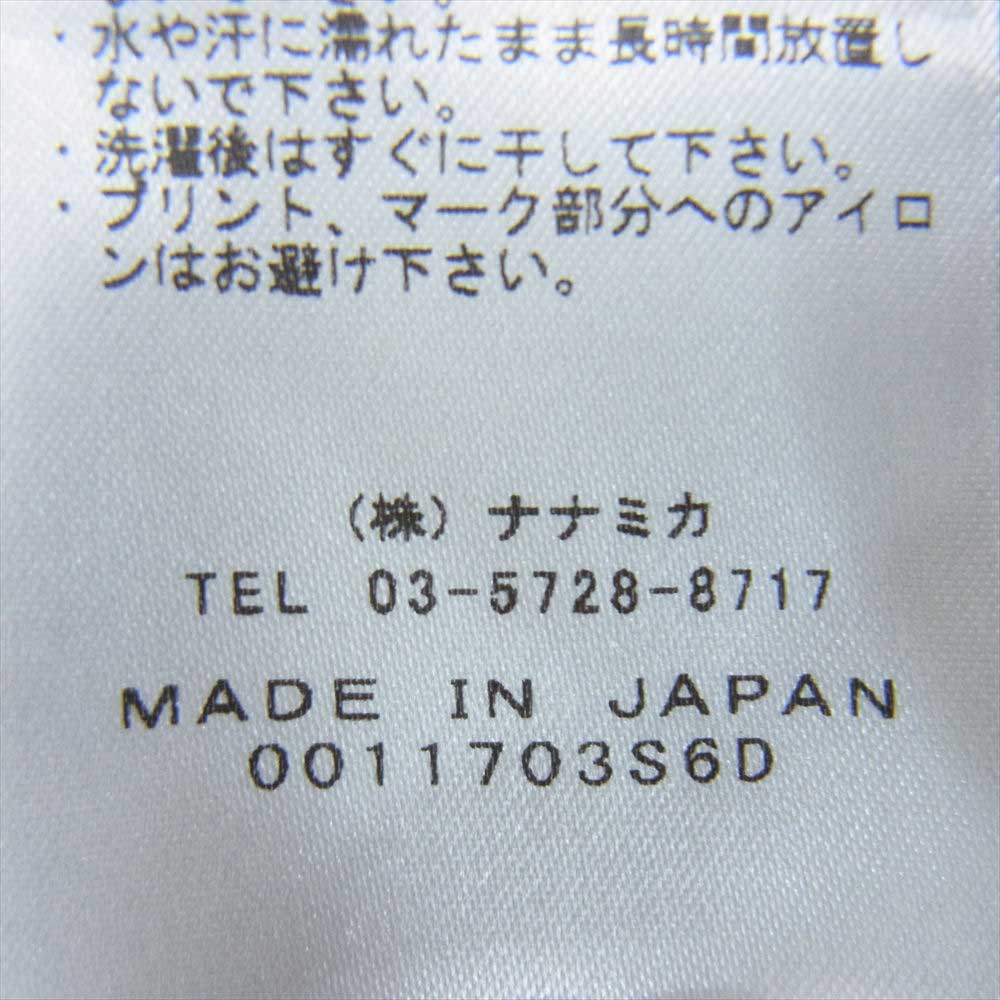 ・水や汗に濡れたまま長時間放置し
ないで下さい。
・洗濯後はすぐに干して下さい。
・プリント、マーク部分へのアイロ
ンはお避け下さい。
(株) ナナミカ
TEL 03-5728-8717
MADE IN JAPAN
0011703S6D